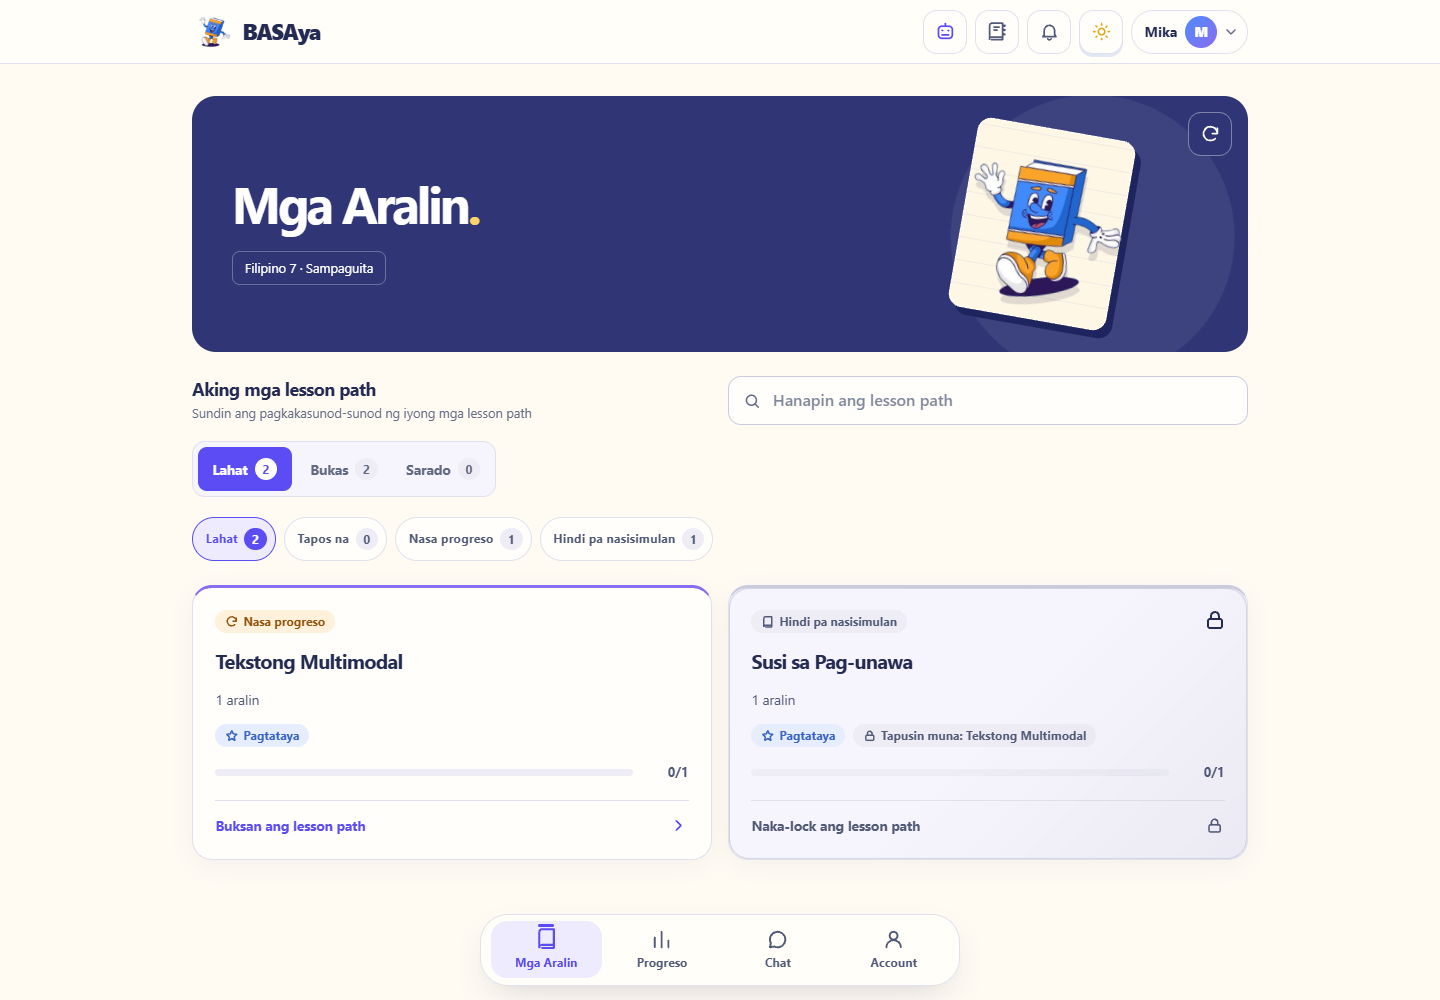 BASAya
Mika M
Mga Aralin.
Filipino 7 · Sampaguita
Aking mga lesson path
Sundin ang pagkakasunod-sunod ng iyong mga lesson path
Hanapin ang lesson path
Lahat 2 Bukas 2 Sarado 0
Lahat 2 Tapos na 0 Nasa progreso 1 Hindi pa nasisimulan 1
Nasa progreso
Tekstong Multimodal
1 aralin
Pagtataya
0/1
Buksan ang lesson path
Hindi pa nasisimulan
Susi sa Pag-unawa
1 aralin
Pagtataya Tapusin muna: Tekstong Multimodal
0/1
Naka-lock ang lesson path
Mga Aralin Progreso Chat Account